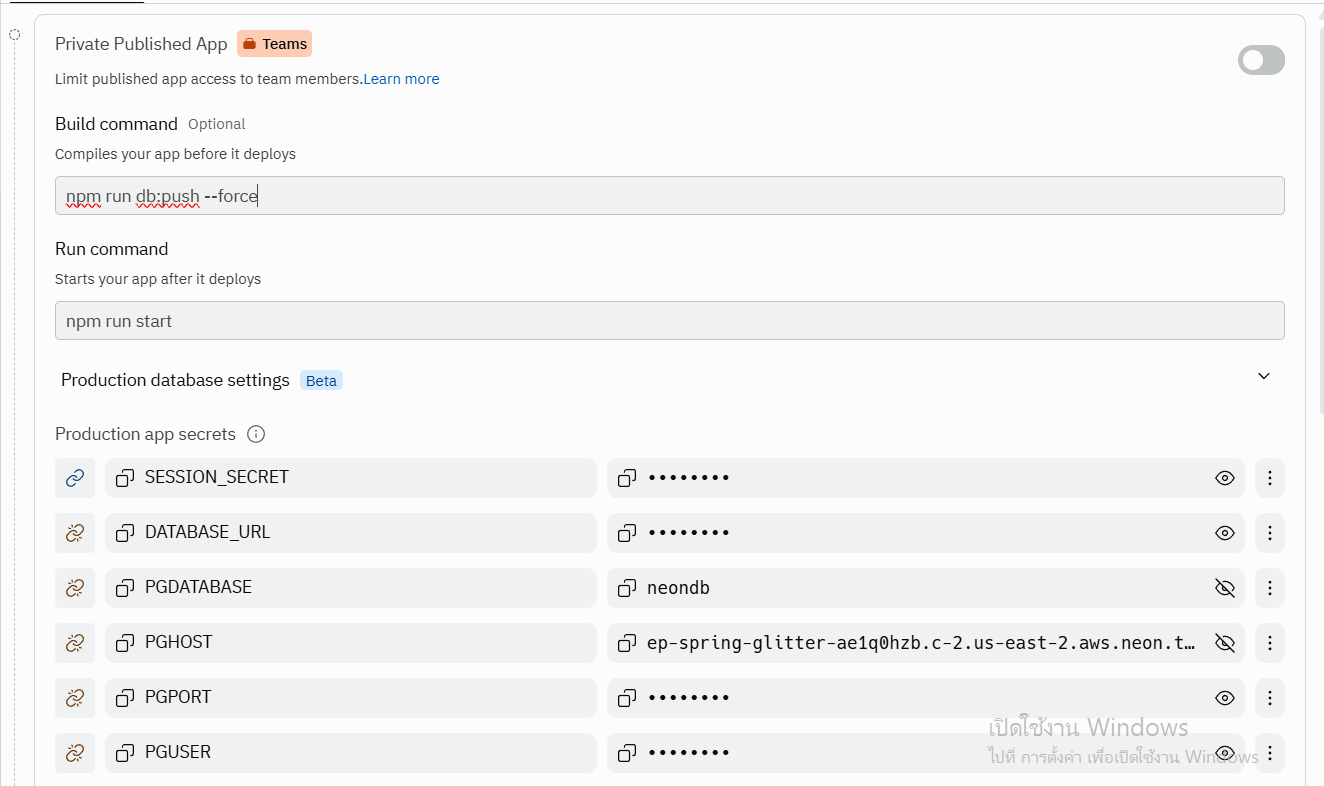 Private Published App Teams
Limit published app access to team members.Learn more
Build command Optional
Compiles your app before it deploys
npm run db:push --force
Run command
Starts your app after it deploys
npm run start
Production database settings Beta
Production app secrets
SESSION_SECRET ••••••••
DATABASE_URL ••••••••
PGDATABASE neondb
PGHOST ep-spring-glitter-ae1q0hzb.c-2.us-east-2.aws.neon.t…
PGPORT ••••••••
PGUSER ••••••••
เปิดใช้งาน Windows
ไปที่ การตั้งค่า เพื่อเปิดใช้งาน Windows